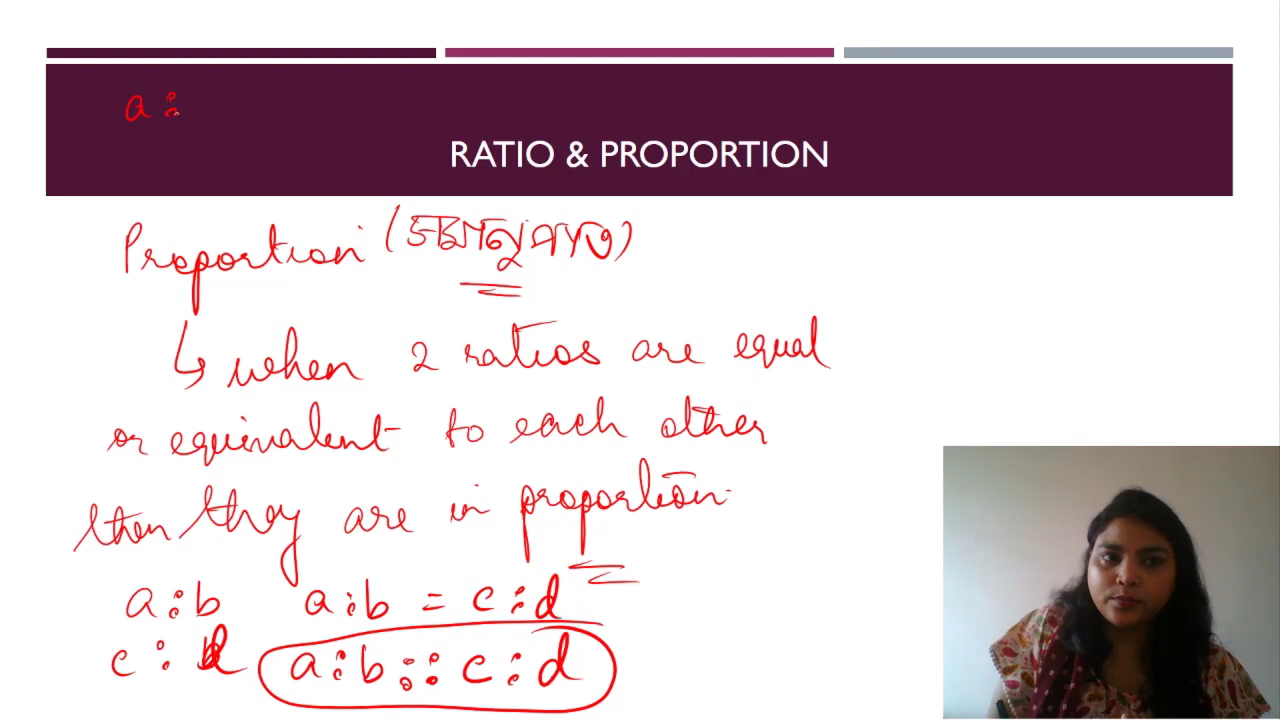 a :
RATIO & PROPORTION
Proportion (সমানুপাত)
↳ when 2 ratios are equal
or equivalent to each other
then they are in proportion.
a : b a : b = c : d
c : d a : b :: c : d